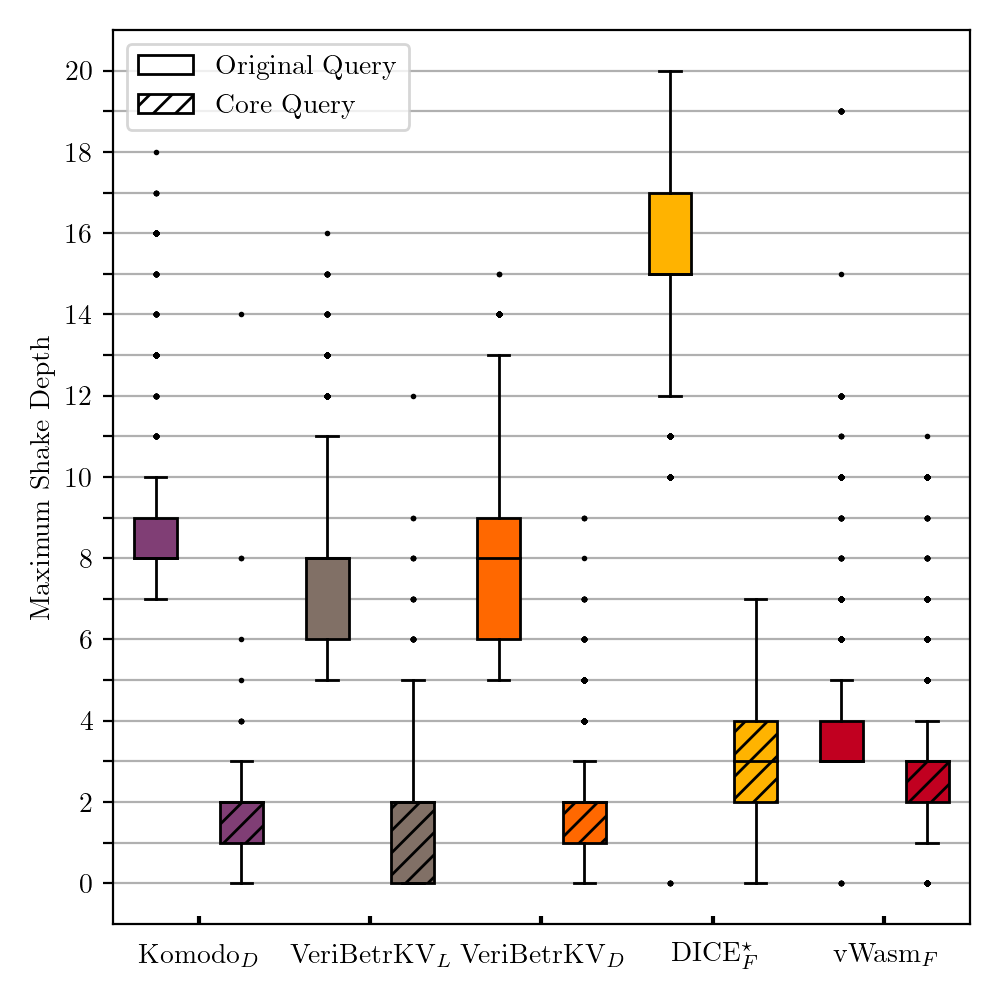 Original Query
Core Query
Maximum Shake Depth
20
18
16
14
12
10
8
6
4
2
0
Komodo_D VeriBetrKV_L VeriBetrKV_D DICE^⋆_F vWasm_F